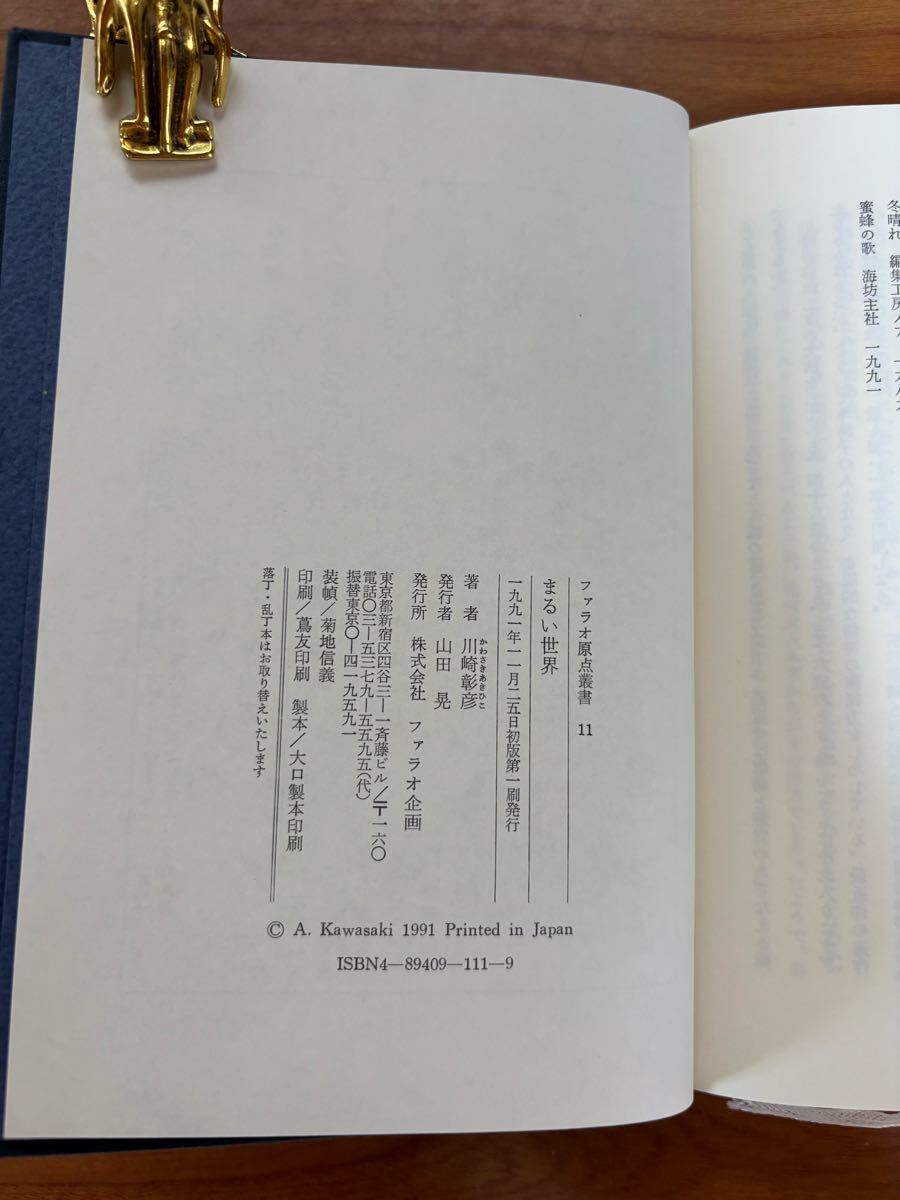 冬晴れ 編集工房
蜜蜂の歌 海坊主社 一九九一
ファラオ原点叢書 11
まるい世界
一九九一年一一月二五日初版第一刷発行
かわさきあきひこ
著 者 川崎彰彦
発行者 山田 晃
発行所 株式会社 ファラオ企画
東京都新宿区四谷三―一斉藤ビル/〒一六〇
電話〇三―五三七九―五五九五(代)
振替東京〇―四一九五九一
装幀/菊地信義
印刷/蔦友印刷 製本/大口製本印刷
落丁・乱丁本はお取り替えいたします
© A. Kawasaki 1991 Printed in Japan
ISBN4―89409―111―9